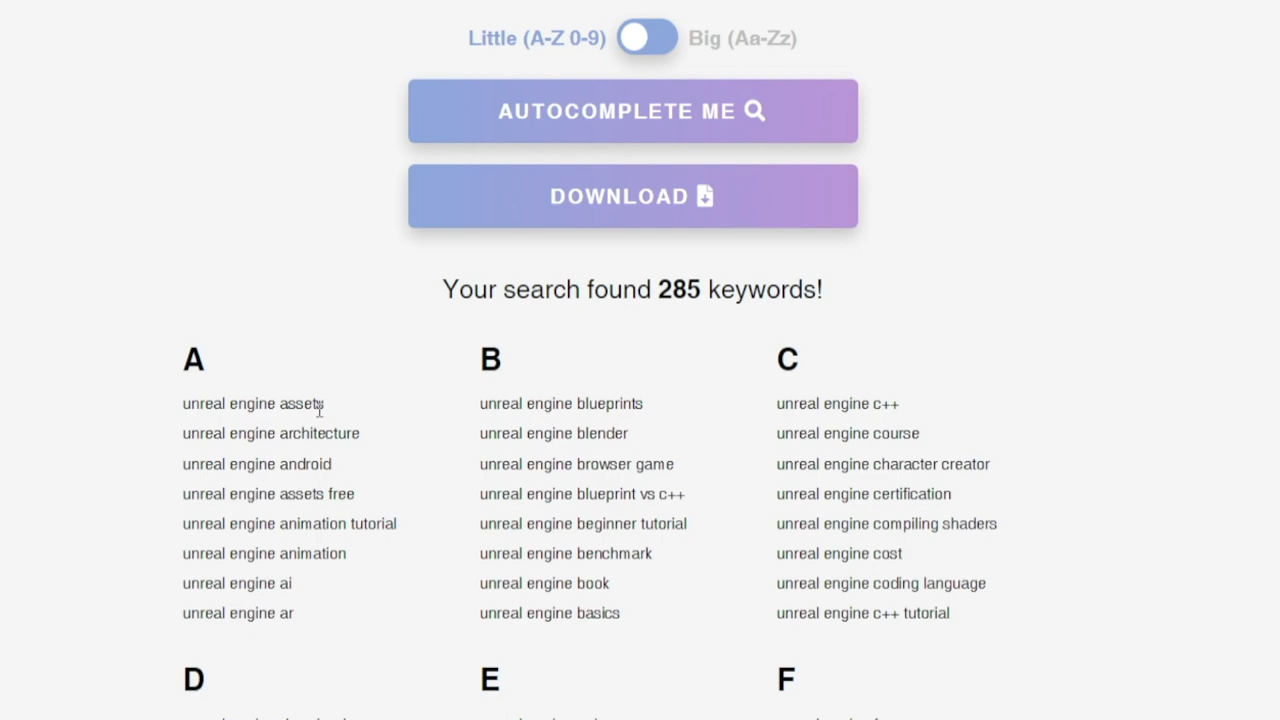 Little (A-Z 0-9) Big (Aa-Zz)
AUTOCOMPLETE ME
DOWNLOAD
Your search found 285 keywords!
A
unreal engine assets
unreal engine architecture
unreal engine android
unreal engine assets free
unreal engine animation tutorial
unreal engine animation
unreal engine ai
unreal engine ar
B
unreal engine blueprints
unreal engine blender
unreal engine browser game
unreal engine blueprint vs c++
unreal engine beginner tutorial
unreal engine benchmark
unreal engine book
unreal engine basics
C
unreal engine c++
unreal engine course
unreal engine character creator
unreal engine certification
unreal engine compiling shaders
unreal engine cost
unreal engine coding language
unreal engine c++ tutorial
D
E
F